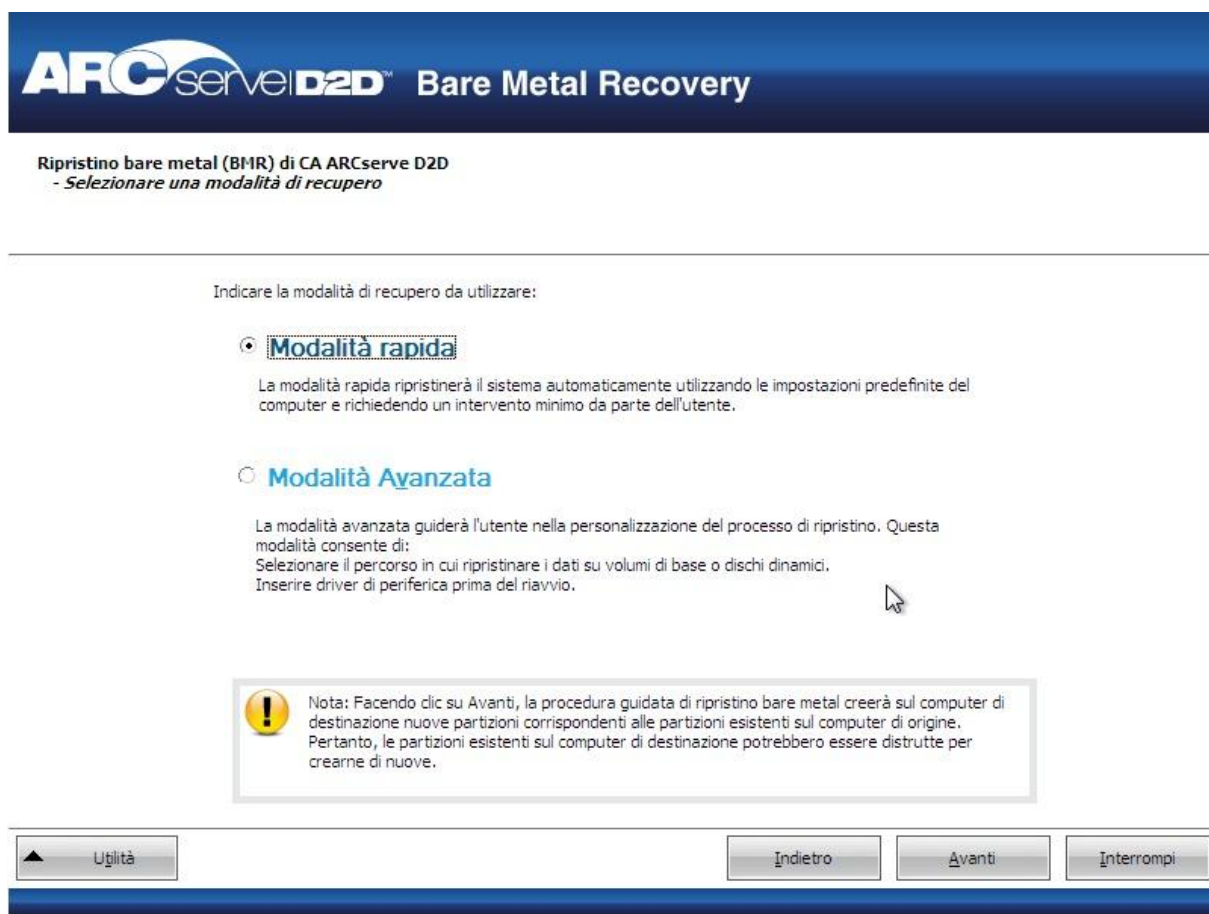 ARCserve D2D™ Bare Metal Recovery
Ripristino bare metal (BMR) di CA ARCserve D2D
- Selezionare una modalità di recupero
Indicare la modalità di recupero da utilizzare:
Modalità rapida
La modalità rapida ripristinerà il sistema automaticamente utilizzando le impostazioni predefinite del
computer e richiedendo un intervento minimo da parte dell'utente.
Modalità Avanzata
La modalità avanzata guiderà l'utente nella personalizzazione del processo di ripristino. Questa
modalità consente di:
Selezionare il percorso in cui ripristinare i dati su volumi di base o dischi dinamici.
Inserire driver di periferica prima del riavvio.
Nota: Facendo clic su Avanti, la procedura guidata di ripristino bare metal creerà sul computer di
destinazione nuove partizioni corrispondenti alle partizioni esistenti sul computer di origine.
Pertanto, le partizioni esistenti sul computer di destinazione potrebbero essere distrutte per
crearne di nuove.
Utilità Indietro Avanti Interrompi